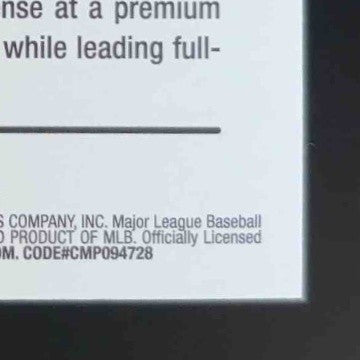 nse at a premium
while leading full-
S COMPANY, INC. Major League Baseball
D PRODUCT OF MLB. Officially Licensed
OM. CODE#CMP094728